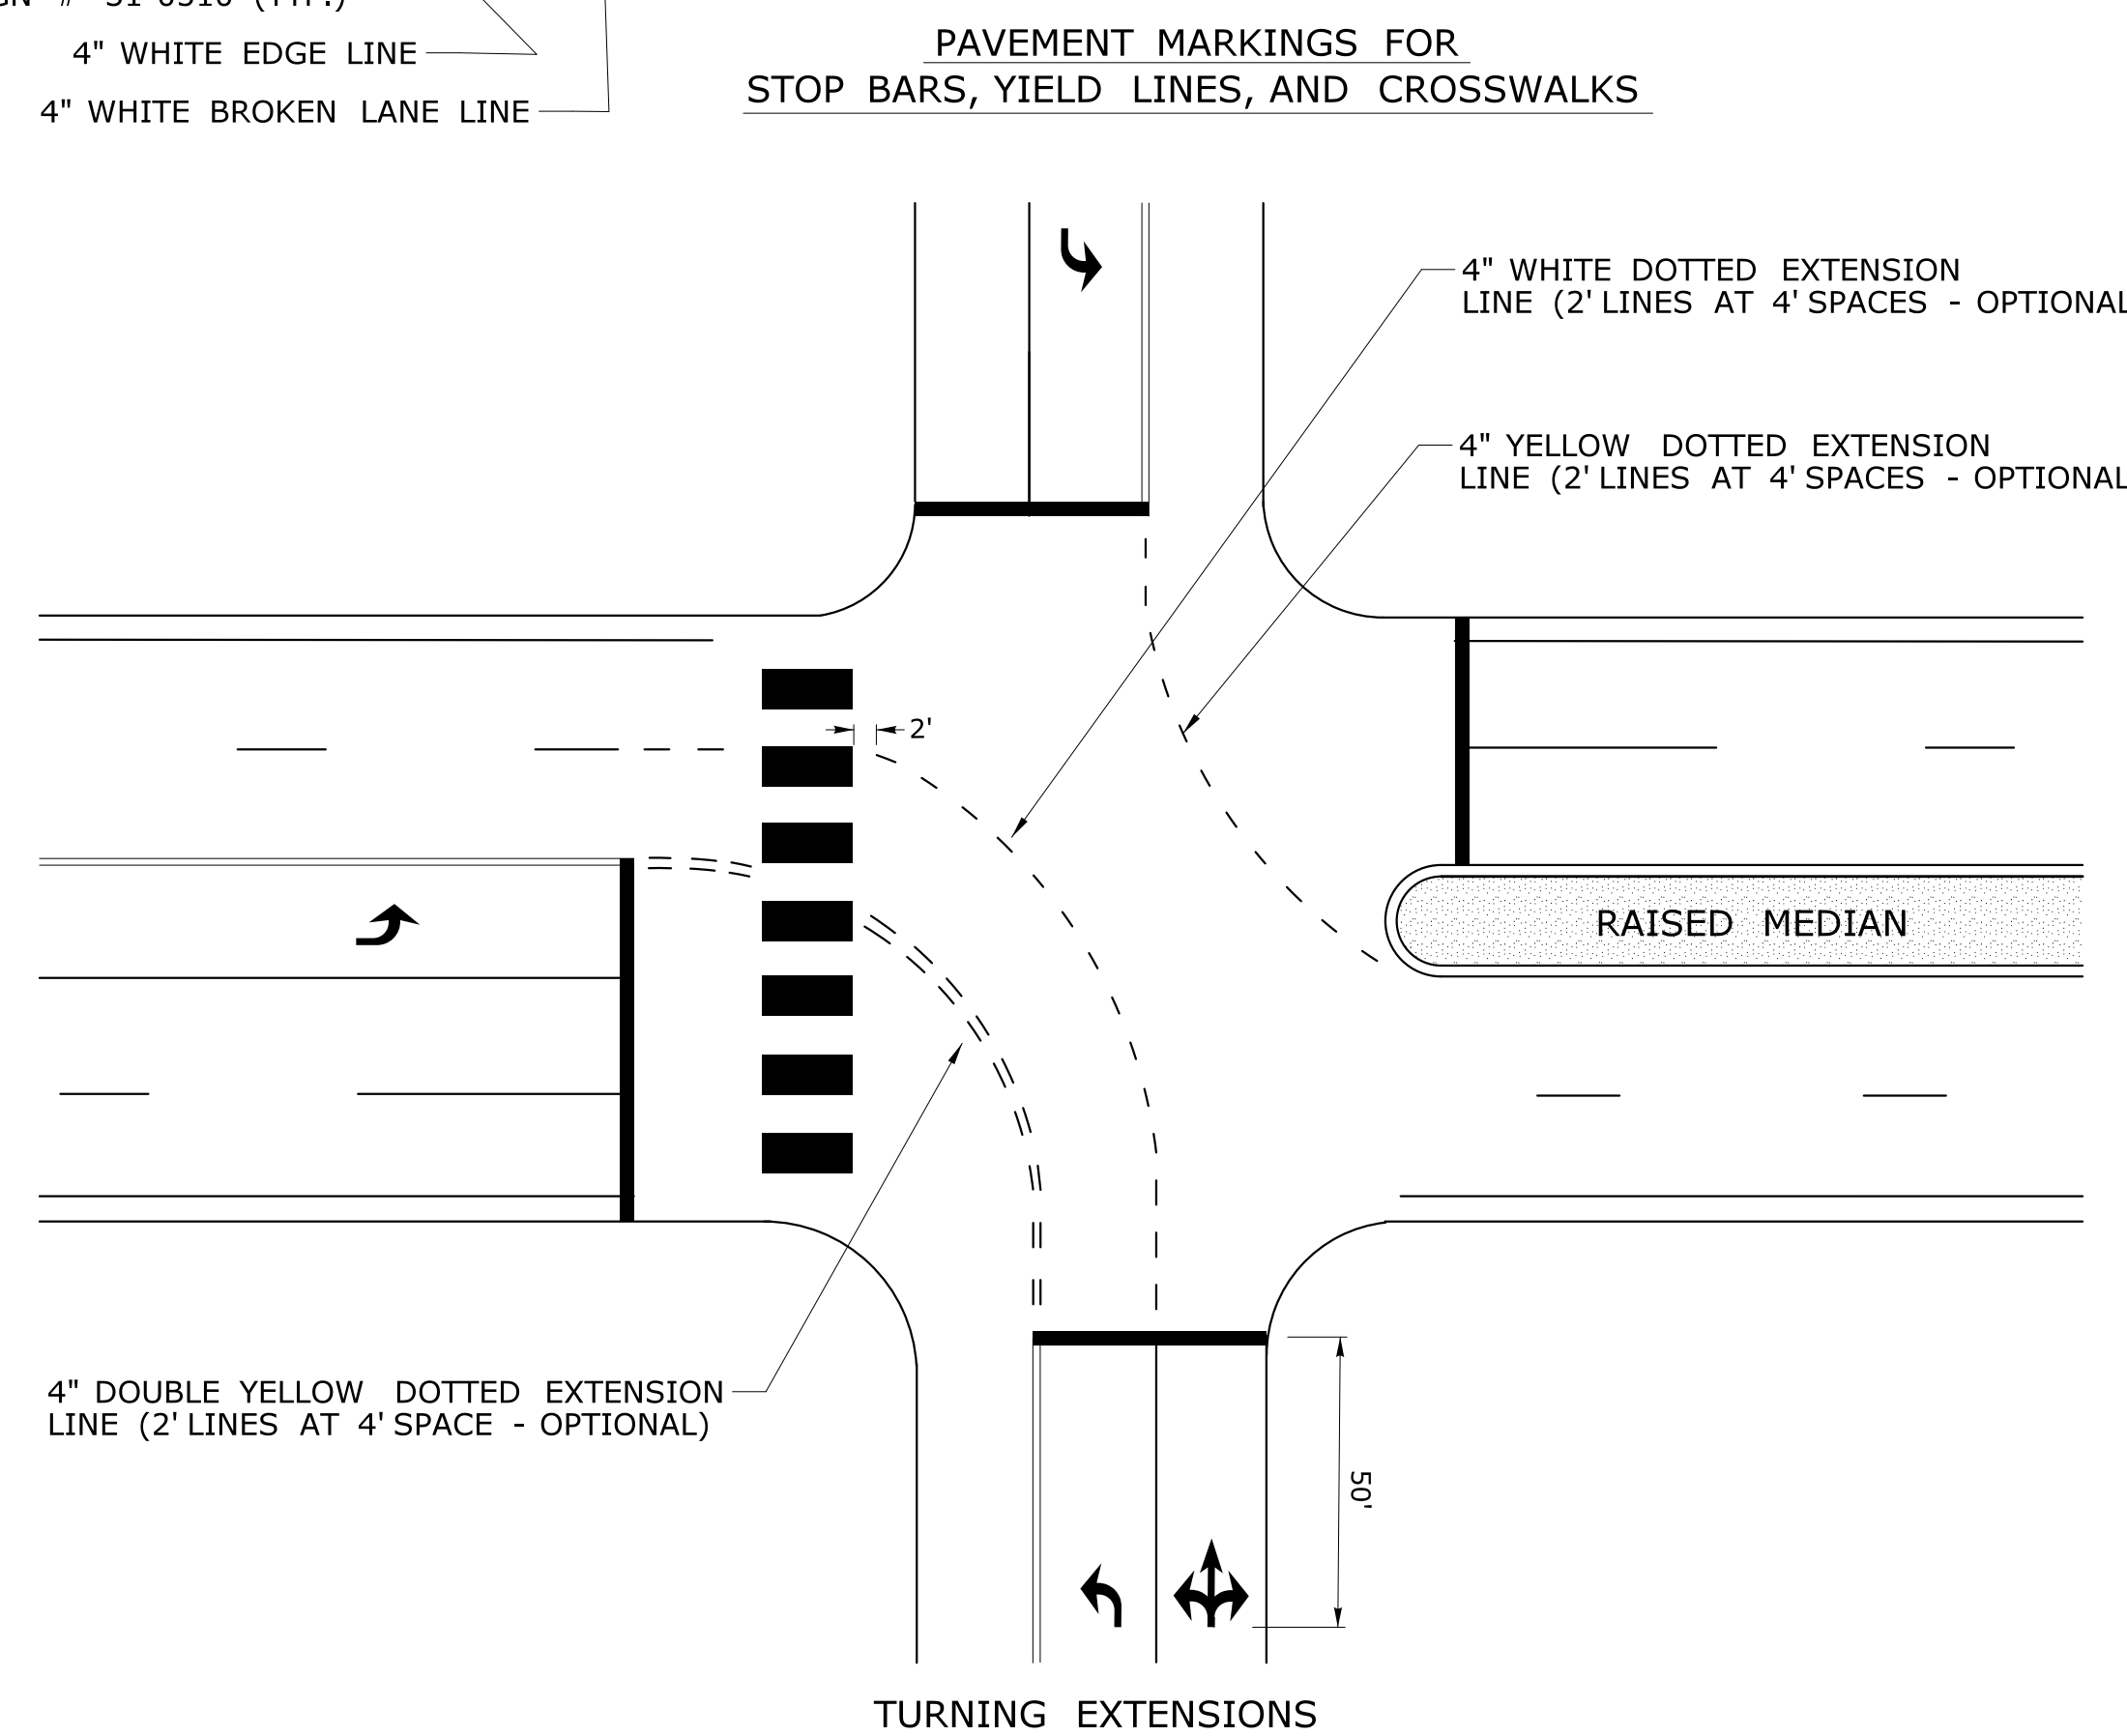 4" WHITE EDGE LINE
4" WHITE BROKEN LANE LINE
PAVEMENT MARKINGS FOR
STOP BARS, YIELD LINES, AND CROSSWALKS
4" WHITE DOTTED EXTENSION
LINE (2' LINES AT 4' SPACES - OPTIONAL
4" YELLOW DOTTED EXTENSION
LINE (2' LINES AT 4' SPACES - OPTIONAL
2'
RAISED MEDIAN
4" DOUBLE YELLOW DOTTED EXTENSION
LINE (2' LINES AT 4' SPACE - OPTIONAL)
50'
TURNING EXTENSIONS